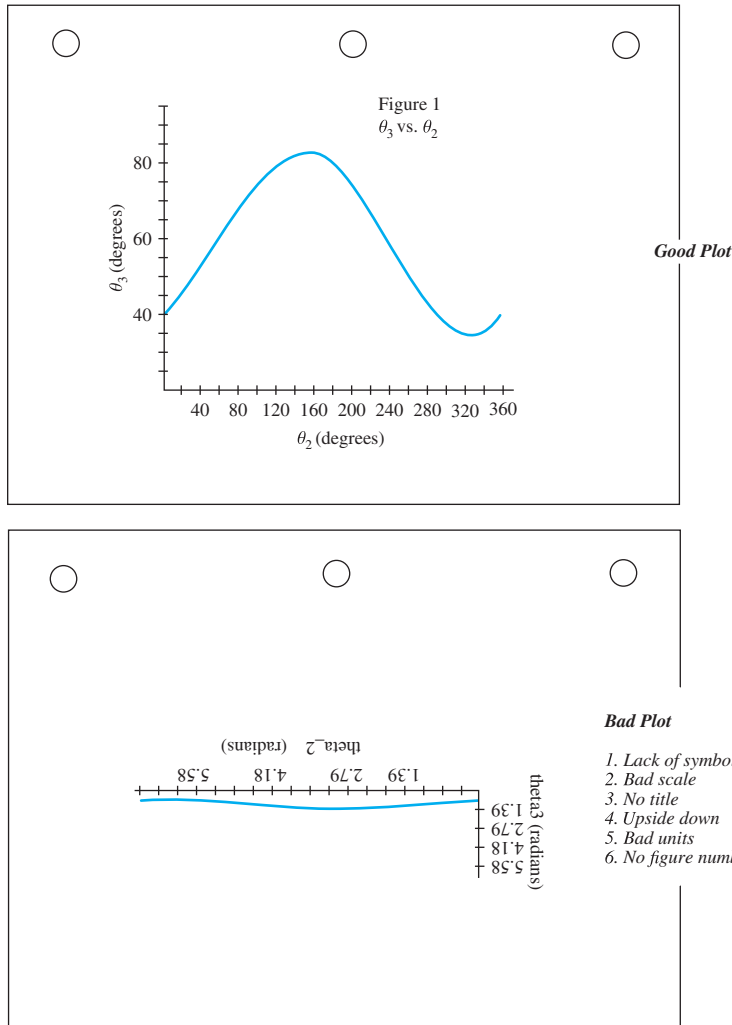 Figure 1
θ3 vs. θ2
80
60
40
θ3 (degrees)
40 80 120 160 200 240 280 320 360
θ2 (degrees)
Good Plot
theta_2 (radians)
1.39 2.79 4.18 5.58
theta3 (radians)
1.39
2.79
4.18
5.58
Bad Plot
1. Lack of symbo
2. Bad scale
3. No title
4. Upside down
5. Bad units
6. No figure num